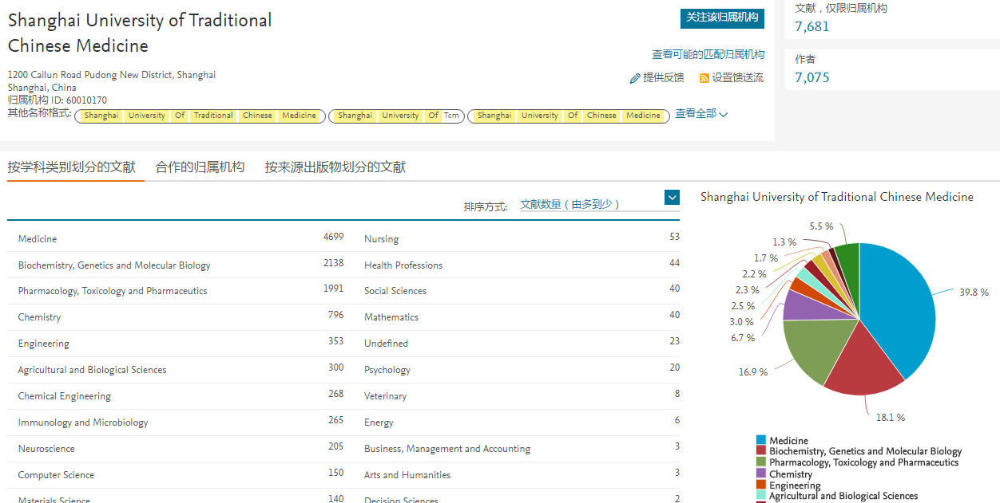 Shanghai University of Traditional
Chinese Medicine
关注该归属机构
文献，仅限归属机构
7,681
查看可能的匹配归属机构
作者
7,075
1200 Cailun Road Pudong New District, Shanghai
提供反馈 设置馈送流
Shanghai, China
归属机构 ID: 60010170
其他名称格式: Shanghai University Of Traditional Chinese Medicine Shanghai University Of Tcm Shanghai University Of Chinese Medicine 查看全部
按学科类别划分的文献 合作的归属机构 按来源出版物划分的文献
排序方式: 文献数量（由多到少）
Medicine 4699 Nursing 53
Biochemistry, Genetics and Molecular Biology 2138 Health Professions 44
Pharmacology, Toxicology and Pharmaceutics 1991 Social Sciences 40
Chemistry 796 Mathematics 40
Engineering 353 Undefined 23
Agricultural and Biological Sciences 300 Psychology 20
Chemical Engineering 268 Veterinary 8
Immunology and Microbiology 265 Energy 6
Neuroscience 205 Business, Management and Accounting 3
Computer Science 150 Arts and Humanities 3
Materials Science 140 Decision Sciences 2
Shanghai University of Traditional Chinese Medicine
5.5 %
1.3 %
1.7 %
2.2 %
2.3 %
39.8 %
2.5 %
3.0 %
6.7 %
16.9 %
18.1 %
Medicine
Biochemistry, Genetics and Molecular Biology
Pharmacology, Toxicology and Pharmaceutics
Chemistry
Engineering
Agricultural and Biological Sciences